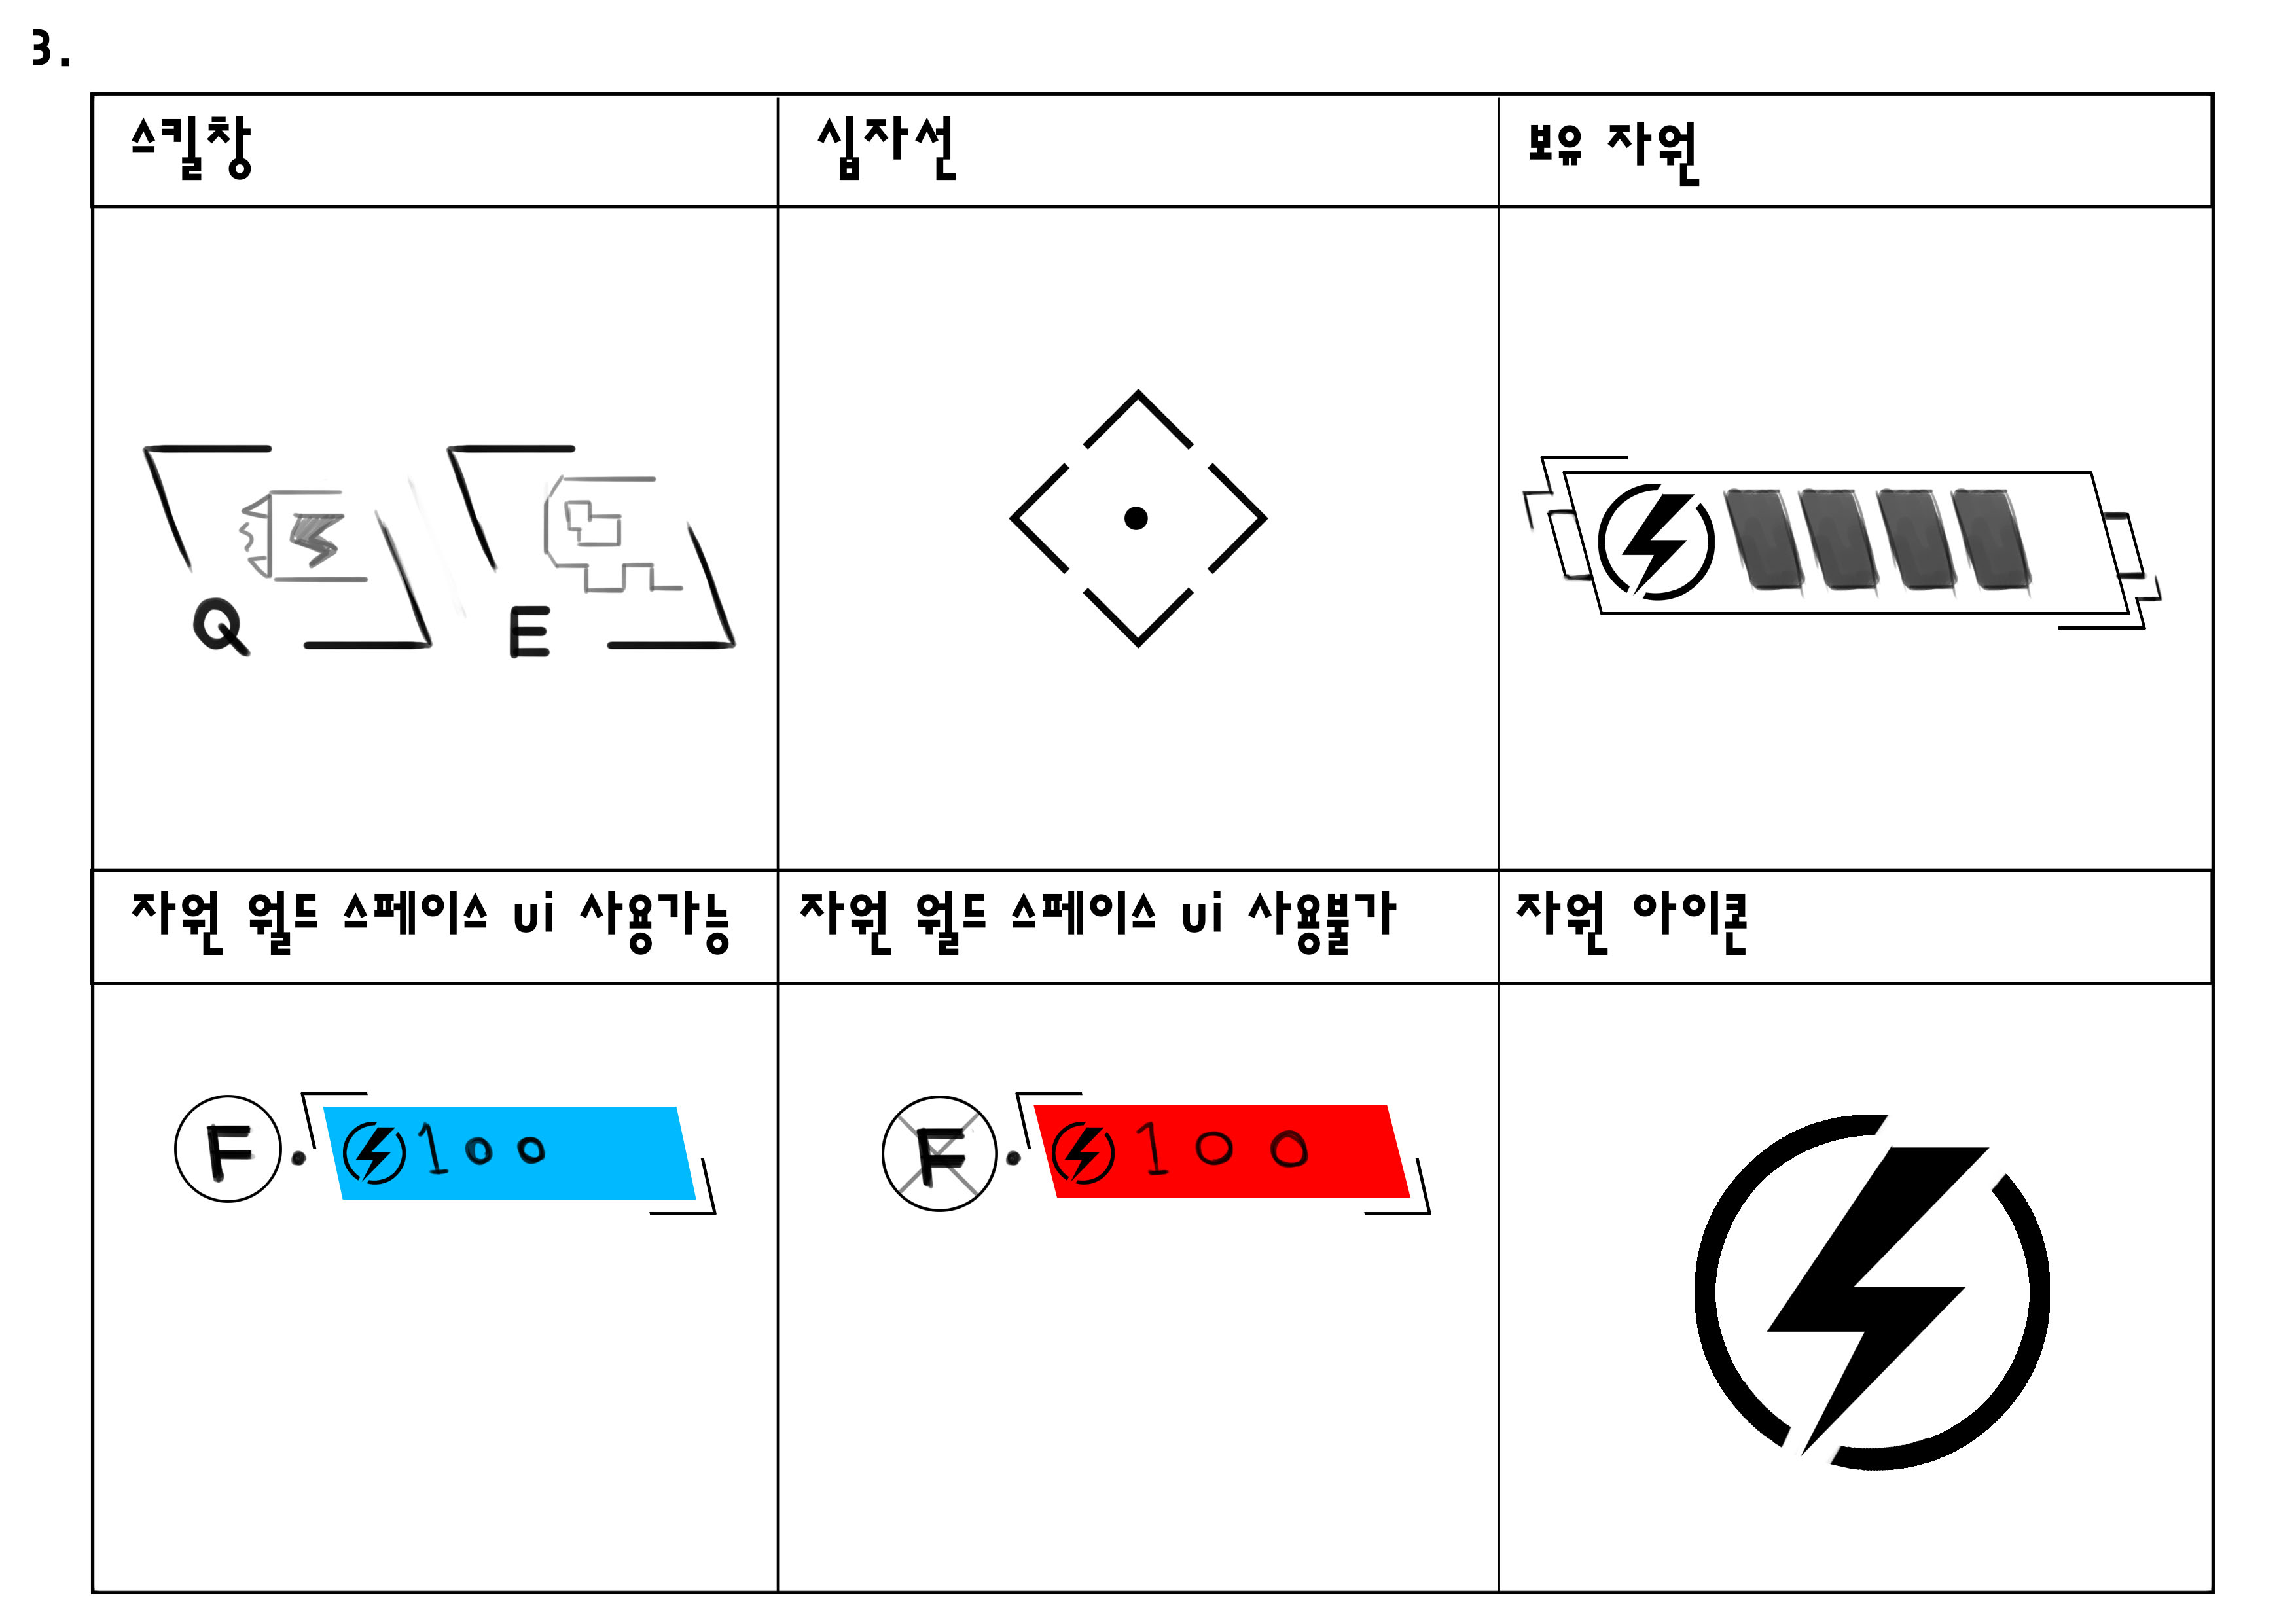 3.
스킬창
십자선
보유 자원
Q
E
자원 월드 스페이스 ui 사용가능
자원 월드 스페이스 ui 사용불가
자원 아이콘
F. 100
F. 100